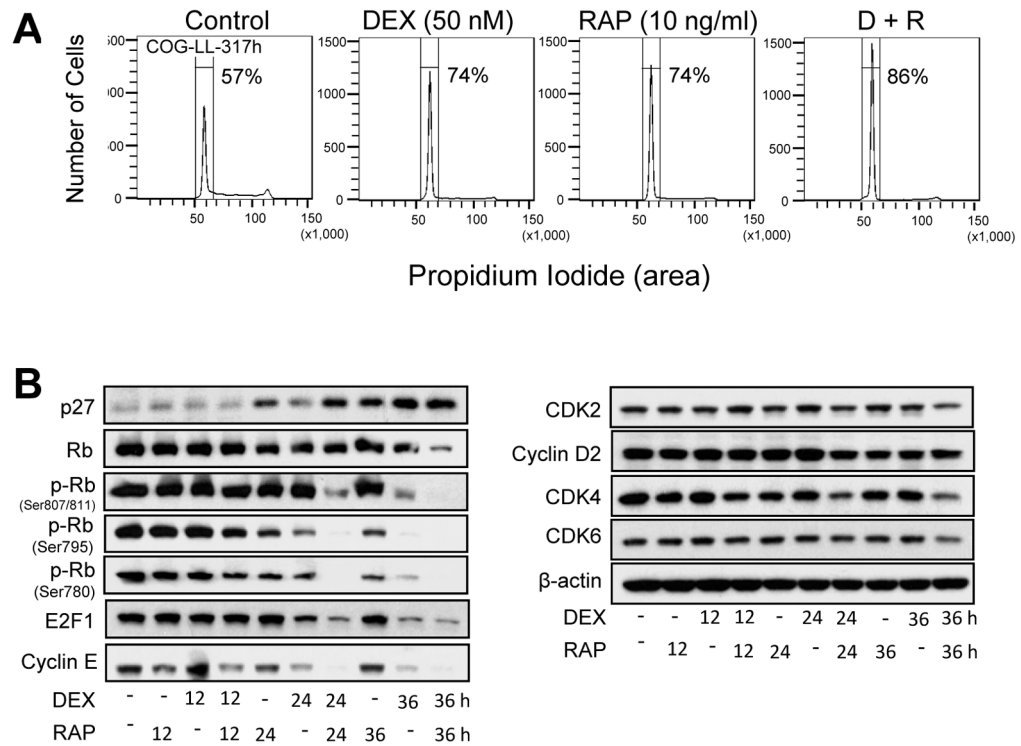 A
Control
DEX (50 nM)
RAP (10 ng/ml)
D + R
Number of Cells
COG-LL-317h
57%
74%
74%
86%
500
000
500
0
1500
1000
500
0
1500
1000
500
0
1500
1000
500
0
50 100 150
(x1,000)
50 100 150
(x1,000)
50 100 150
(x1,000)
50 100 150
(x1,000)
Propidium Iodide (area)
B
p27
Rb
p-Rb
(Ser807/811)
p-Rb
(Ser795)
p-Rb
(Ser780)
E2F1
Cyclin E
DEX - - 12 12 - 24 24 - 36 36 h
RAP - 12 - 12 24 - 24 36 - 36 h
CDK2
Cyclin D2
CDK4
CDK6
β-actin
DEX - - 12 12 - 24 24 - 36 36 h
RAP - 12 - 12 24 - 24 36 - 36 h